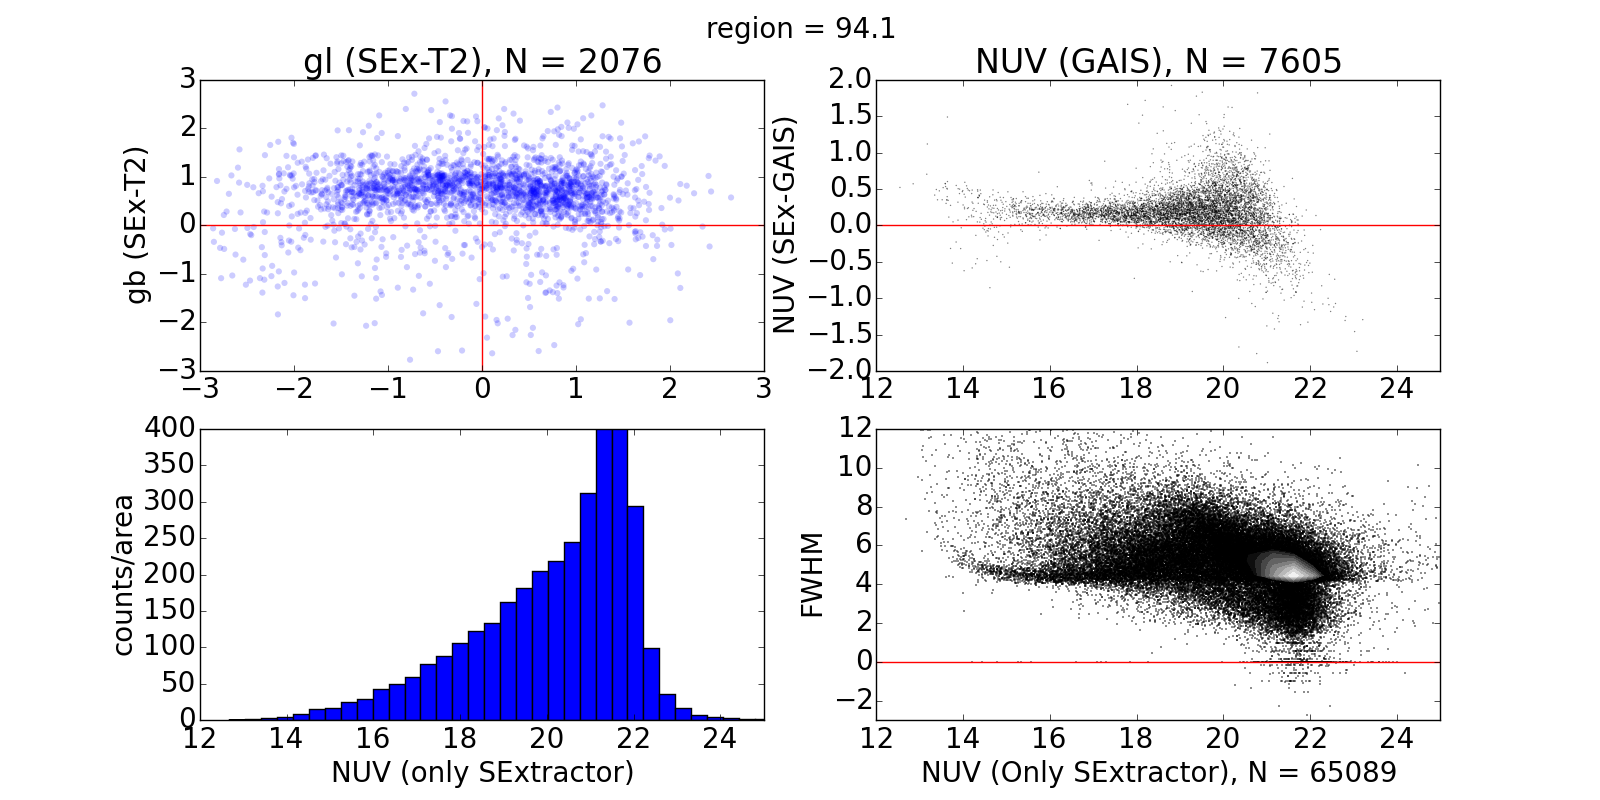 region = 94.1
gl (SEx-T2), N = 2076
NUV (GAIS), N = 7605
gb (SEx-T2)
3
2
1
0
−1
−2
−3
−3 −2 −1 0 1 2 3
NUV (SEx-GAIS)
2.0
1.5
1.0
0.5
0.0
−0.5
−1.0
−1.5
−2.0
12 14 16 18 20 22 24
counts/area
400
350
300
250
200
150
100
50
0
12 14 16 18 20 22 24
NUV (only SExtractor)
FWHM
12
10
8
6
4
2
0
−2
12 14 16 18 20 22 24
NUV (Only SExtractor), N = 65089